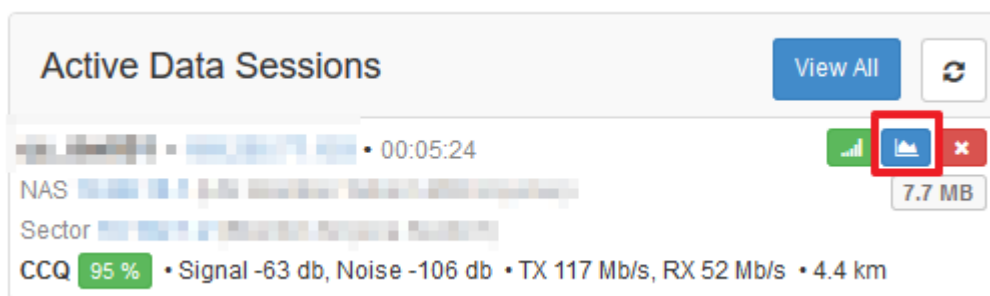 Active Data Sessions View All
• 00:05:24
NAS 7.7 MB
Sector
CCQ 95 % • Signal -63 db, Noise -106 db • TX 117 Mb/s, RX 52 Mb/s • 4.4 km